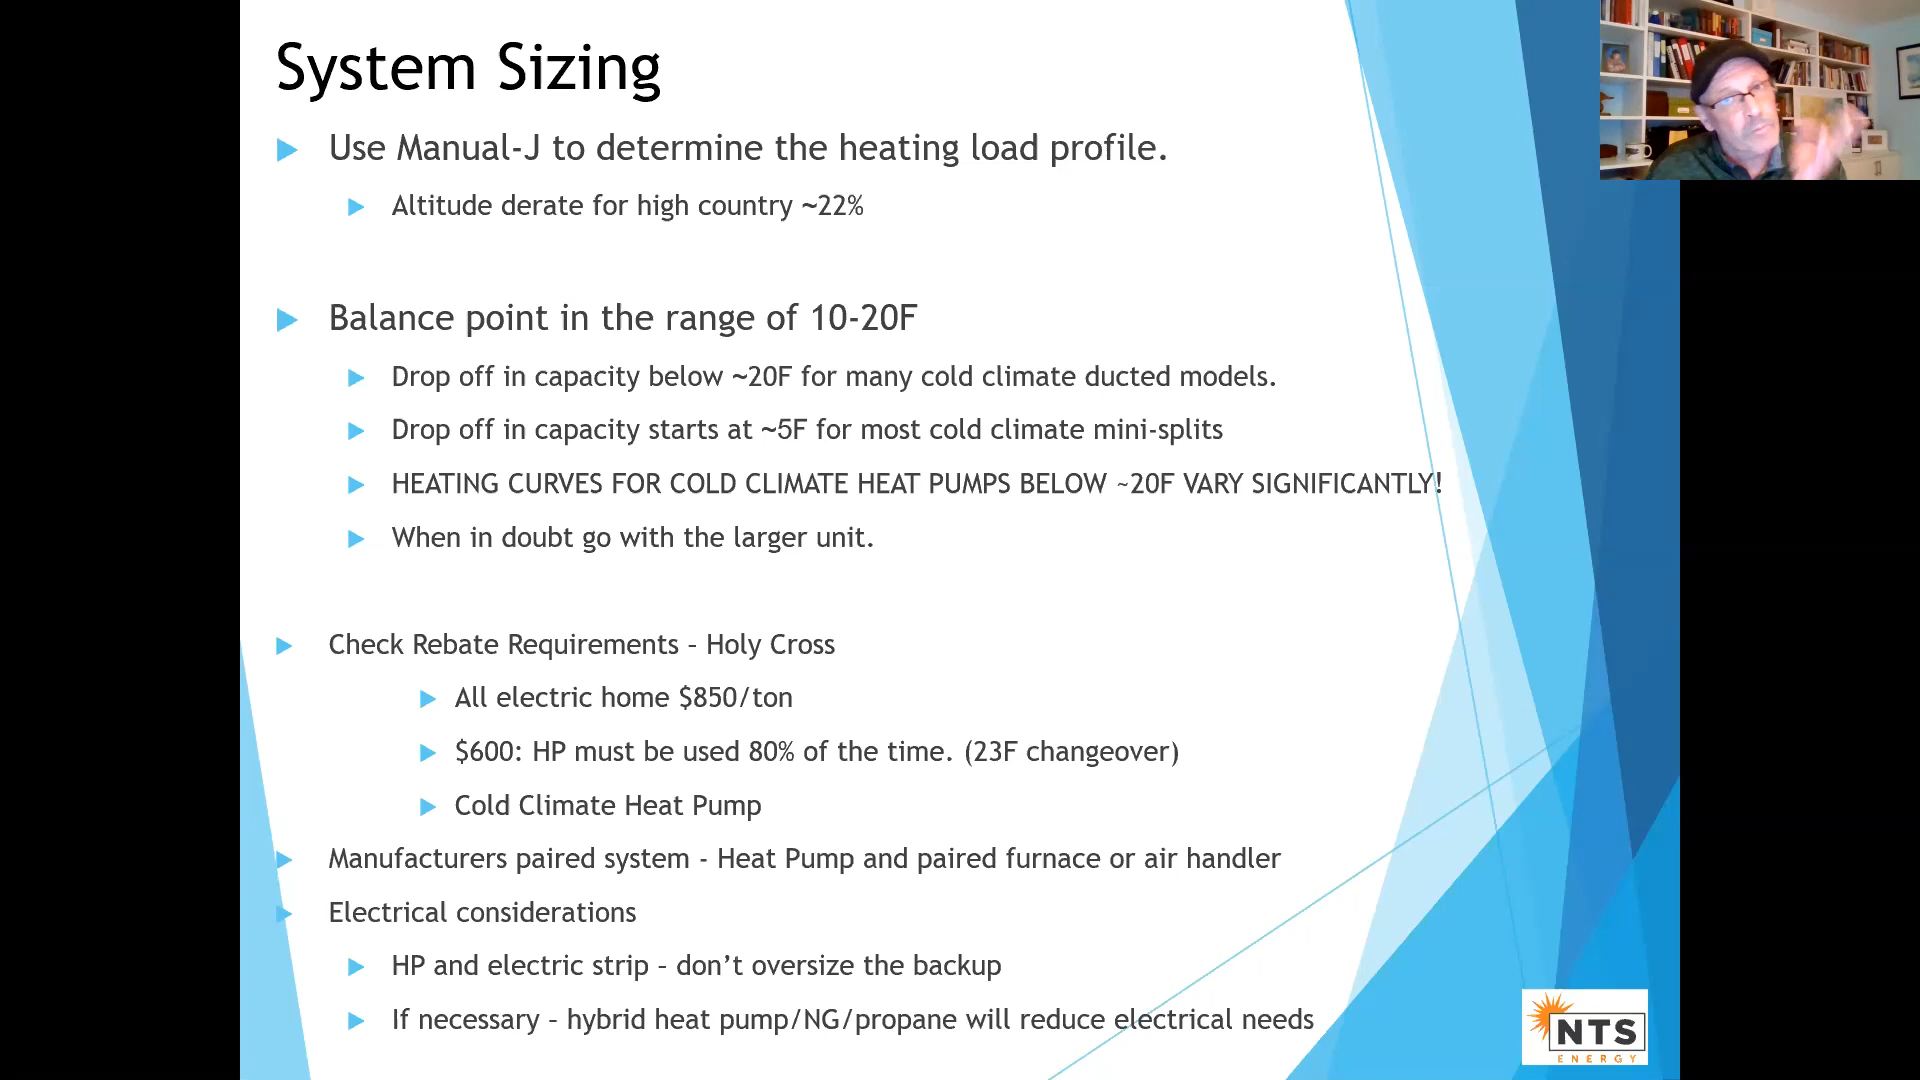 System Sizing
Use Manual-J to determine the heating load profile.
Altitude derate for high country ~22%
Balance point in the range of 10-20F
Drop off in capacity below ~20F for many cold climate ducted models.
Drop off in capacity starts at ~5F for most cold climate mini-splits
HEATING CURVES FOR COLD CLIMATE HEAT PUMPS BELOW ~20F VARY SIGNIFICANTLY!
When in doubt go with the larger unit.
Check Rebate Requirements – Holy Cross
All electric home $850/ton
$600: HP must be used 80% of the time. (23F changeover)
Cold Climate Heat Pump
Manufacturers paired system - Heat Pump and paired furnace or air handler
Electrical considerations
HP and electric strip – don’t oversize the backup
If necessary – hybrid heat pump/NG/propane will reduce electrical needs
NTS
ENERGY